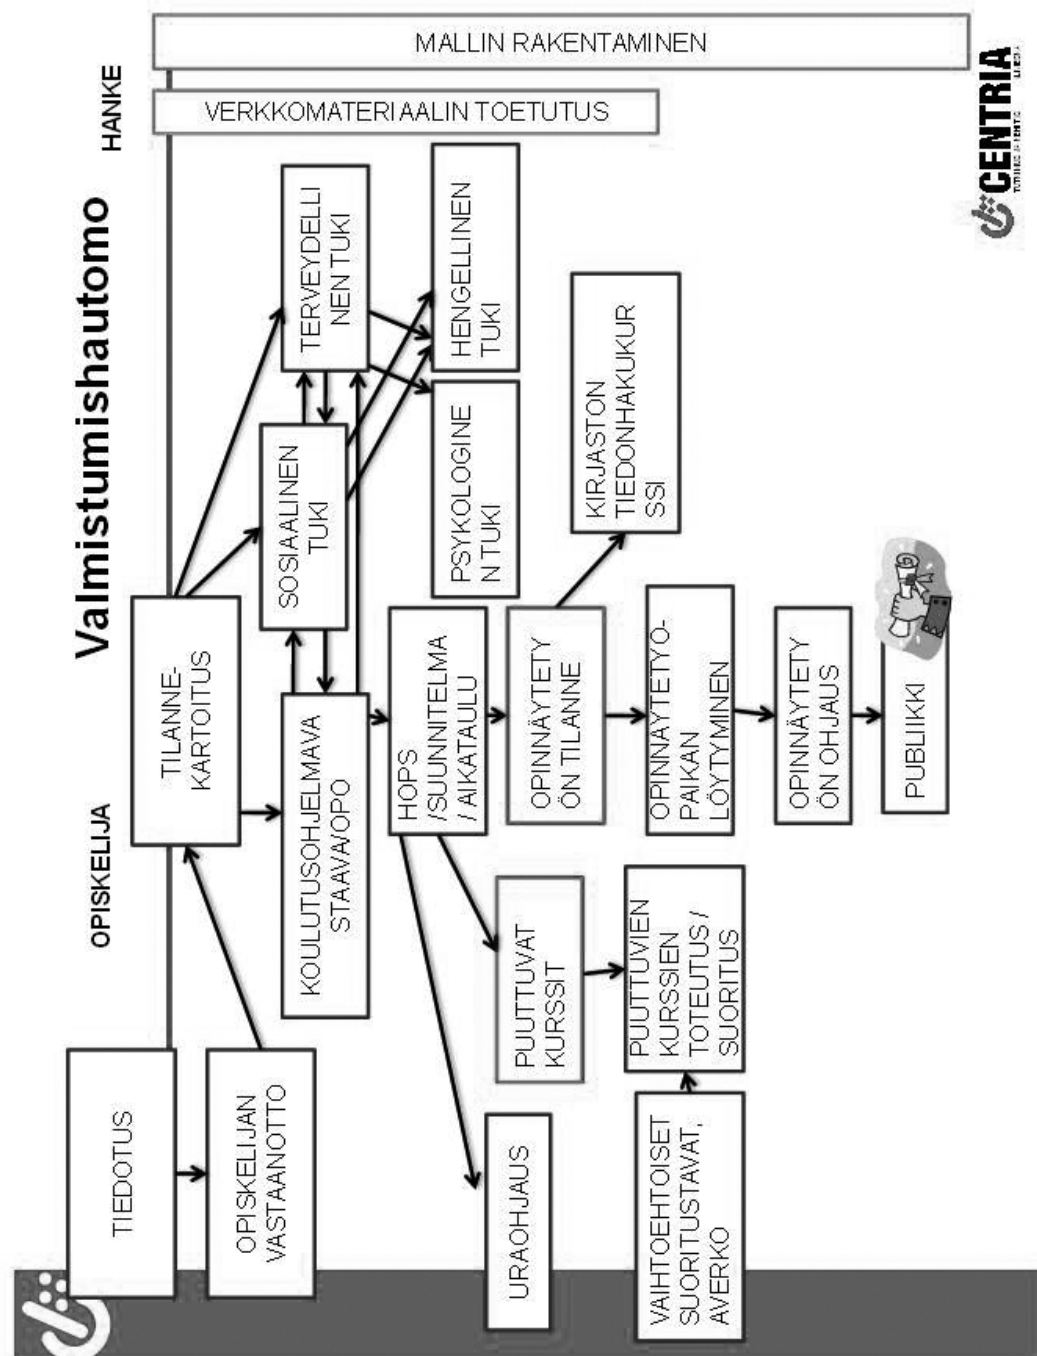 Valmistumishautomo
OPISKELIJA
HANKE
TIEDOTUS
OPISKELIJAN
VASTAANOTTO
TILANNE-
KARTOITUS
KOULUTUSOHJELMAVA
STAAVA/OPO
SOSIAALINEN
TUKI
TERVEYDELLI
NEN TUKI
PSYKOLOGINE
N TUKI
HENGELLINEN
TUKI
HOPS
/SUUNNITELMA
/ AIKATAULU
URAOHJAUS
PUUTTUVAT
KURSSIT
OPINNÄYTETY
ÖN TILANNE
KIRJASTON
TIEDONHAKUKUR
SSI
VAIHTOEHTOISET
SUORITUSTAVAT,
AVERKO
PUUTTUVIEN
KURSSIEN
TOTEUTUS /
SUORITUS
OPINNÄYTETYÖ-
PAIKAN
LÖYTYMINEN
OPINNÄYTETY
ÖN OHJAUS
PUBLIIKKI
VERKKOMATERIAALIN TOETUTUS
MALLIN RAKENTAMINEN
CENTRIA